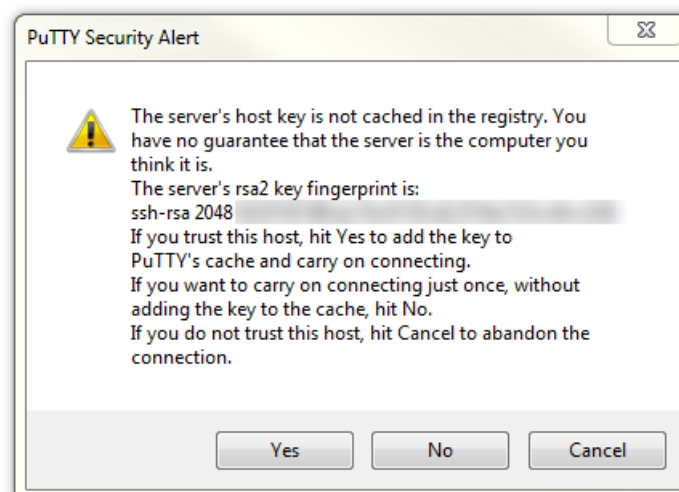 PuTTY Security Alert
The server's host key is not cached in the registry. You
have no guarantee that the server is the computer you
think it is.
The server's rsa2 key fingerprint is:
ssh-rsa 2048
If you trust this host, hit Yes to add the key to
PuTTY's cache and carry on connecting.
If you want to carry on connecting just once, without
adding the key to the cache, hit No.
If you do not trust this host, hit Cancel to abandon the
connection.
Yes No Cancel